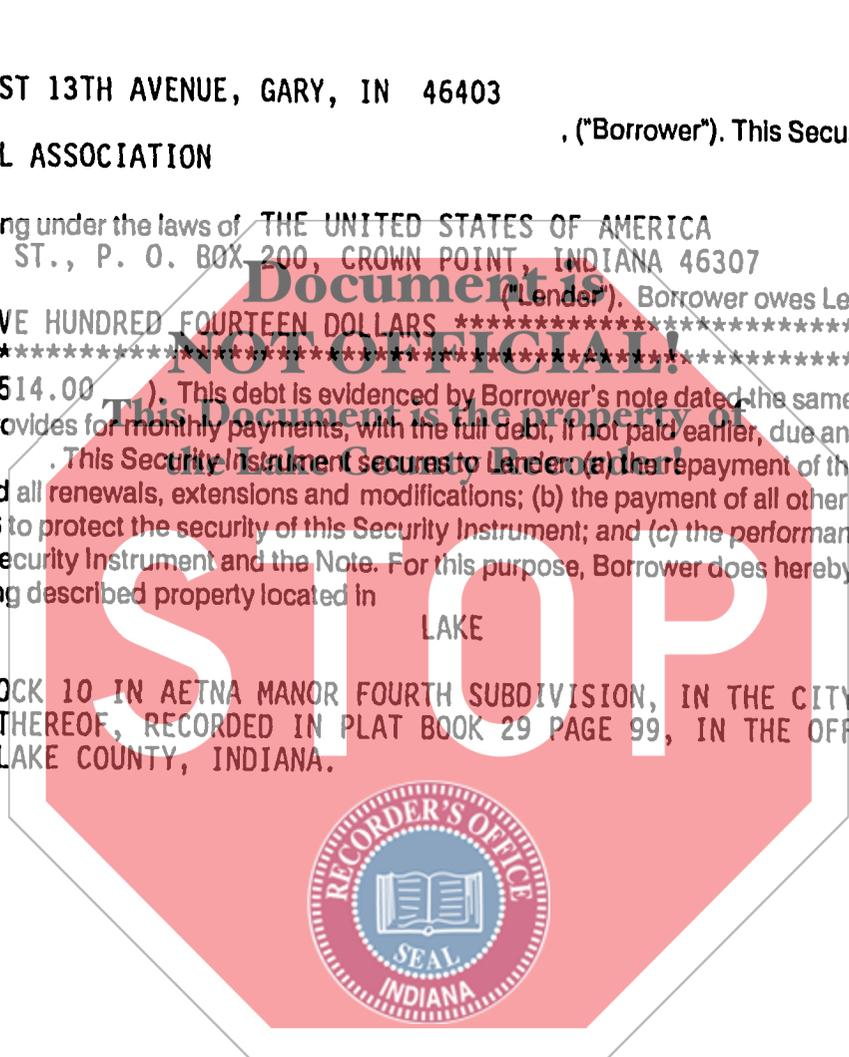 ST 13TH AVENUE, GARY, IN 46403
, ("Borrower"). This Secu
L ASSOCIATION
ng under the laws of THE UNITED STATES OF AMERICA
ST., P. O. BOX 200, CROWN POINT, INDIANA 46307
Document is
("Lender"). Borrower owes Le
VE HUNDRED FOURTEEN DOLLARS ******************************
NOT OFFICIAL!
********************************************************
514.00 ). This debt is evidenced by Borrower's note dated the same
This Document is the property of
ovides for monthly payments, with the full debt, if not paid earlier, due an
the Lake County Recorder!
. This Security Instrument secures to Lender: (a) the repayment of th
d all renewals, extensions and modifications; (b) the payment of all other
to protect the security of this Security Instrument; and (c) the performan
ecurity Instrument and the Note. For this purpose, Borrower does hereby
ng described property located in
LAKE
STOP
OCK 10 IN AETNA MANOR FOURTH SUBDIVISION, IN THE CITY
THEREOF, RECORDED IN PLAT BOOK 29 PAGE 99, IN THE OFF
LAKE COUNTY, INDIANA.
RECORDER'S OFFICE
SEAL
INDIANA